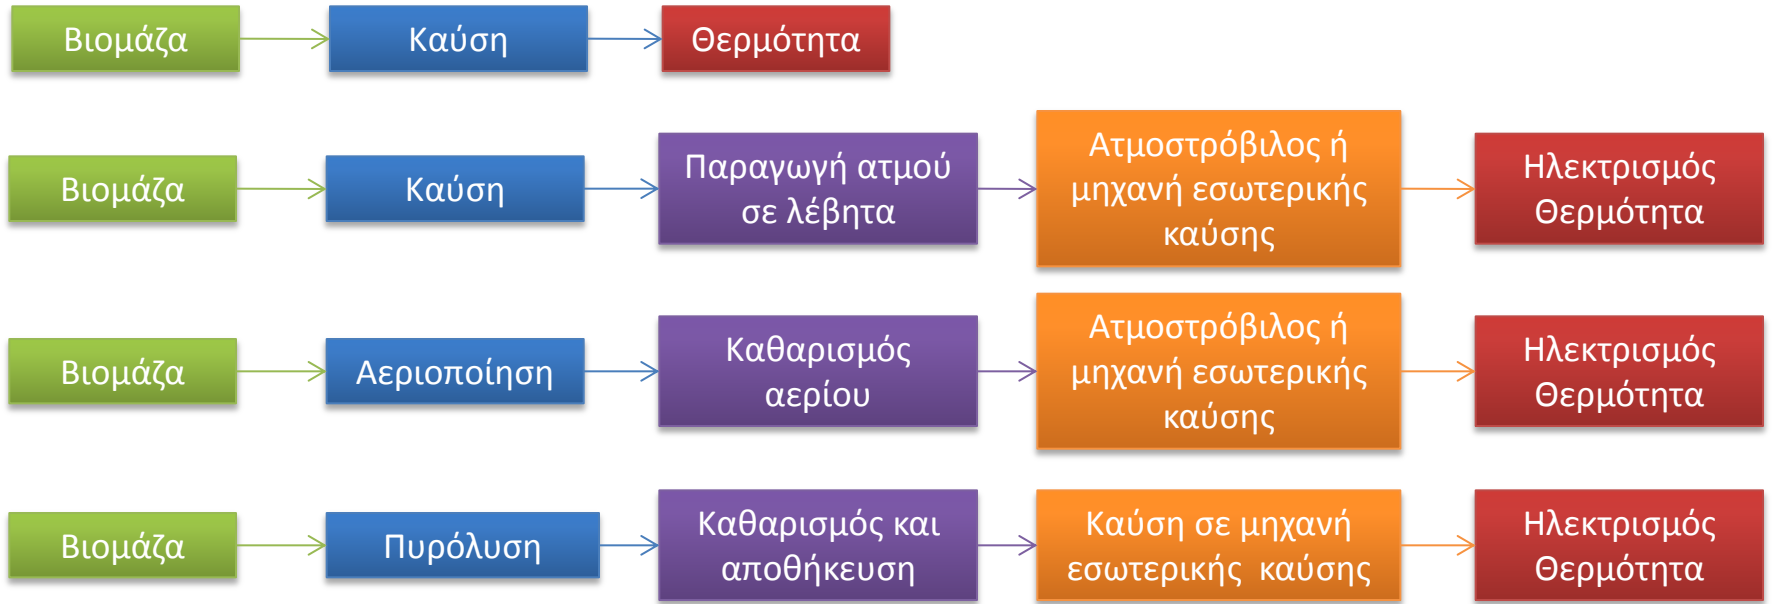 Βιομάζα
Καύση
Θερμότητα
Βιομάζα
Καύση
Παραγωγή ατμού
σε λέβητα
Ατμοστρόβιλος ή
μηχανή εσωτερικής
καύσης
Ηλεκτρισμός
Θερμότητα
Βιομάζα
Αεριοποίηση
Καθαρισμός
αερίου
Ατμοστρόβιλος ή
μηχανή εσωτερικής
καύσης
Ηλεκτρισμός
Θερμότητα
Βιομάζα
Πυρόλυση
Καθαρισμός και
αποθήκευση
Καύση σε μηχανή
εσωτερικής καύσης
Ηλεκτρισμός
Θερμότητα